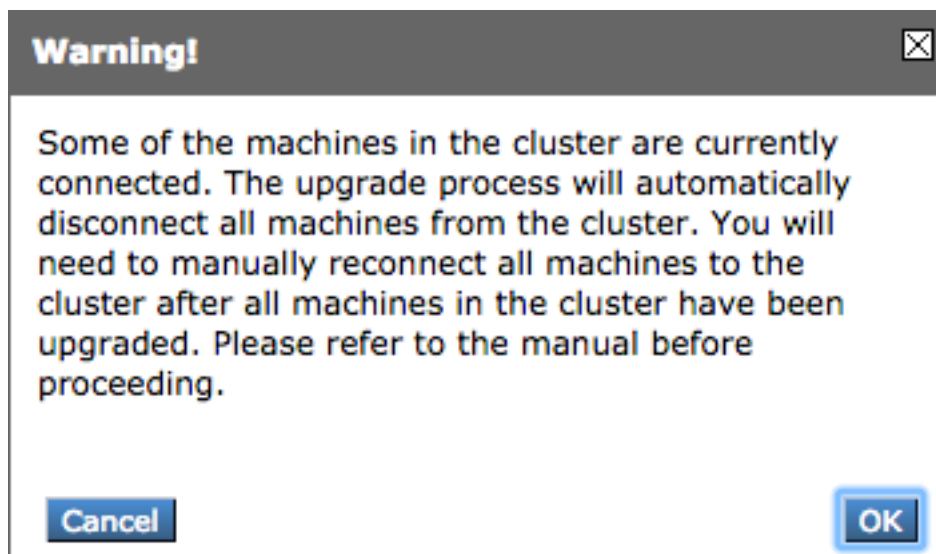 Warning!
Some of the machines in the cluster are currently
connected. The upgrade process will automatically
disconnect all machines from the cluster. You will
need to manually reconnect all machines to the
cluster after all machines in the cluster have been
upgraded. Please refer to the manual before
proceeding.
Cancel OK